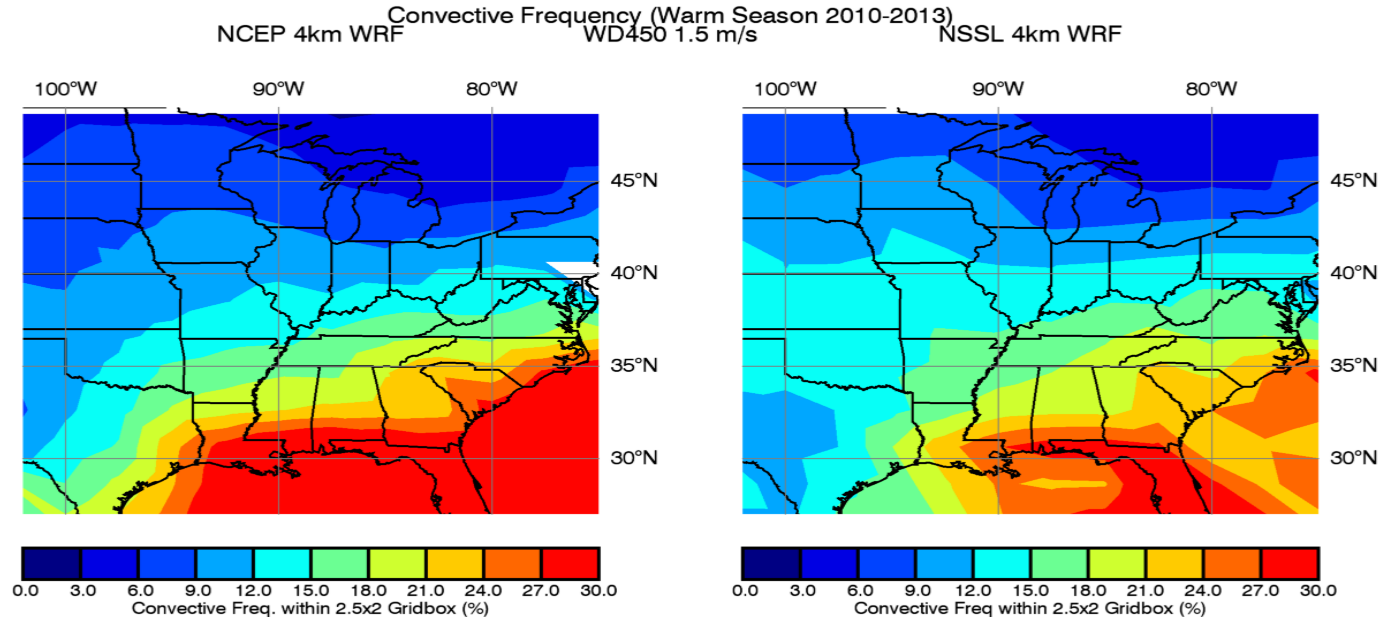 Convective Frequency (Warm Season 2010-2013)
NCEP 4km WRF WD450 1.5 m/s NSSL 4km WRF
100°W 90°W 80°W 100°W 90°W 80°W
45°N 45°N
40°N 40°N
35°N 35°N
30°N 30°N
0.0 3.0 6.0 9.0 12.0 15.0 18.0 21.0 24.0 27.0 30.0 0.0 3.0 6.0 9.0 12.0 15.0 18.0 21.0 24.0 27.0 30.0
Convective Freq. within 2.5x2 Gridbox (%) Convective Freq within 2.5x2 Gridbox (%)